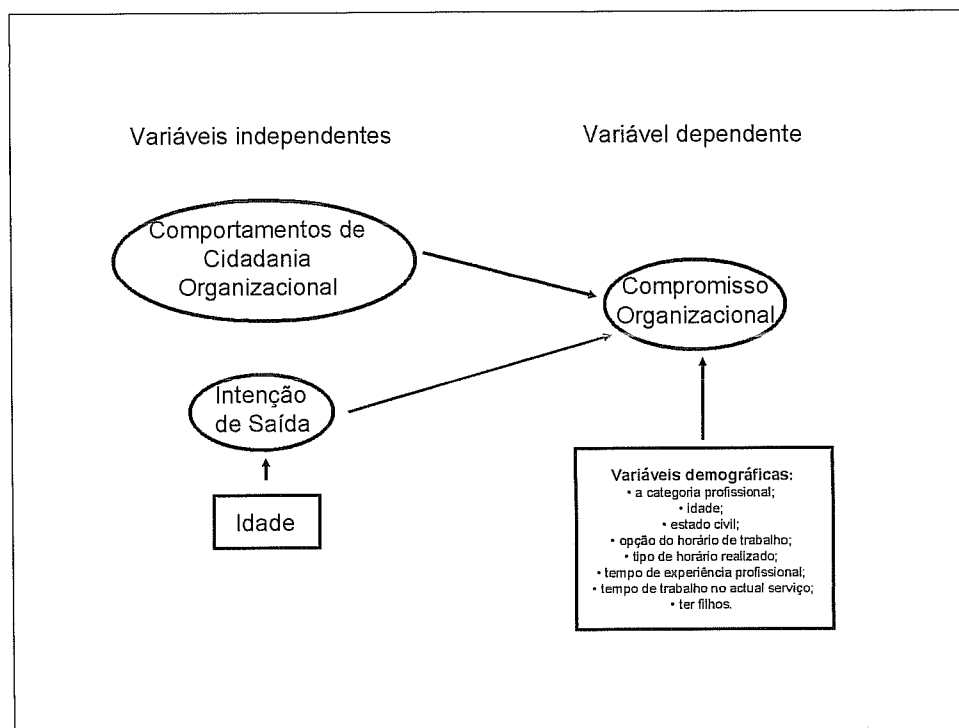 Variáveis independentes
Variável dependente
Comportamentos de
Cidadania
Organizacional
Compromisso
Organizacional
Intenção
de Saída
Idade
Variáveis demográficas:
• a categoria profissional;
• idade;
• estado civil;
• opção do horário de trabalho;
• tipo de horário realizado;
• tempo de experiência profissional;
• tempo de trabalho no actual serviço;
• ter filhos.